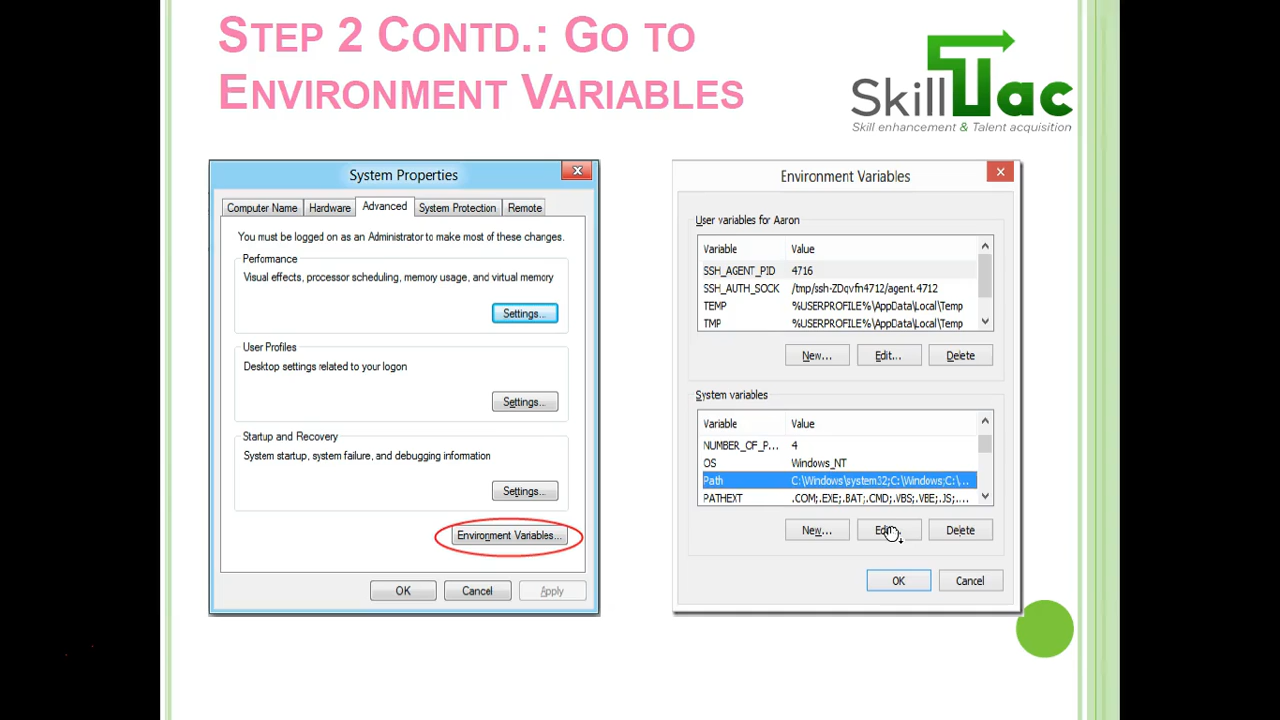 STEP 2 CONTD.: GO TO
ENVIRONMENT VARIABLES
SkillTac
Skill enhancement & Talent acquisition
System Properties
Computer Name Hardware Advanced System Protection Remote
You must be logged on as an Administrator to make most of these changes.
Performance
Visual effects, processor scheduling, memory usage, and virtual memory
Settings...
User Profiles
Desktop settings related to your logon
Settings...
Startup and Recovery
System startup, system failure, and debugging information
Settings...
Environment Variables...
OK Cancel Apply
Environment Variables
User variables for Aaron
Variable Value
SSH_AGENT_PID 4716
SSH_AUTH_SOCK /tmp/ssh-ZDqvfn4712/agent.4712
TEMP %USERPROFILE%\AppData\Local\Temp
TMP %USERPROFILE%\AppData\Local\Temp
New... Edit... Delete
System variables
Variable Value
NUMBER_OF_P... 4
OS Windows_NT
Path C:\Windows\system32;C:\Windows;C:\...
PATHEXT .COM;.EXE;.BAT;.CMD;.VBS;.VBE;.JS;...
New... Delete
OK Cancel